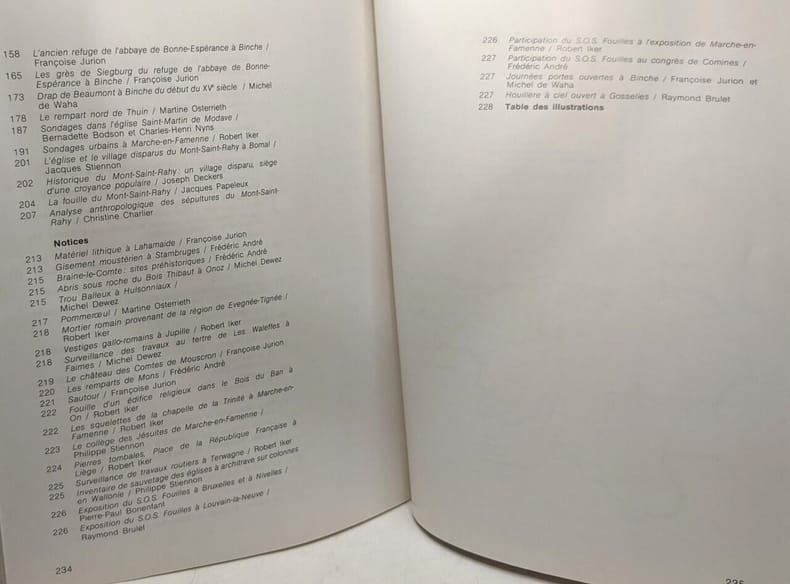 158 L'ancien refuge de l'abbaye de Bonne-Espérance à Binche /
Françoise Jurion
165 Les grès de Siegburg du refuge de l'abbaye de Bonne-
Espérance à Binche / Françoise Jurion
173 Drap de Beaumont à Binche du début du XVe siècle / Michel
de Waha
178 Le rempart nord de Thuin / Martine Osterrieth
187 Sondages dans l'église Saint-Martin de Modave /
Bernadette Bodson et Charles-Henri Nyns
191 Sondages urbains à Marche-en-Famenne / Robert Iker
201 L'église et le village disparus du Mont-Saint-Rahy à Bomal /
Jacques Stiennon
202 Historique du Mont-Saint-Rahy: un village disparu, siège
d'une croyance populaire / Joseph Deckers
204 La fouille du Mont-Saint-Rahy / Jacques Papeleux
207 Analyse anthropologique des sépultures du Mont-Saint-
Rahy / Christine Charlier
Notices
213 Matériel lithique à Lahamaide / Françoise Jurion
213 Gisement moustérien à Stambruges / Frédéric André
215 Braine-le-Comte: sites préhistoriques / Frédéric André
215 Abris sous roche du Bois Thibaut à Onoz / Michel Dewez
215 Trou Balleux à Hulsonniaux /
Michel Dewez
217 Pommerœul / Martine Osterrieth
218 Mortier romain provenant de la région de Evegnée-Tignée /
Robert Iker
218 Vestiges gallo-romains à Jupille / Robert Iker
218 Surveillance des travaux au tertre de Les Waleffes à
Faimes / Michel Dewez
219 Le château des Comtes de Mouscron / Françoise Jurion
220 Les remparts de Mons / Frédéric André
221 Sautour / Françoise Jurion
222 Fouille d'un édifice religieux dans le Bois du Ban à
On / Robert Iker
222 Les squelettes de la chapelle de la Trinité à Marche-en-
Famenne / Robert Iker
223 Le collège des Jésuites de Marche-en-Famenne /
Philippe Stiennon
224 Pierres tombales, Place de la République Française à
Liège / Robert Iker
225 Surveillance de travaux routiers à Terwagne / Robert Iker
225 Inventaire de sauvetage des églises à architrave sur colonnes
en Wallonie / Philippe Stiennon
226 Exposition du S.O.S. Fouilles à Bruxelles et à Nivelles /
Pierre-Paul Bonenfant
226 Exposition du S.O.S. Fouilles à Louvain-la-Neuve /
Raymond Brulet
234
226 Participation du S.O.S. Fouilles à l'exposition de Marche-en-
Famenne / Robert Iker
227 Participation du S.O.S. Fouilles au congrès de Comines /
Frédéric André
227 Journées portes ouvertes à Binche / Françoise Jurion et
Michel de Waha
227 Houillère à ciel ouvert à Gosselies / Raymond Brulet
228 Table des illustrations
235